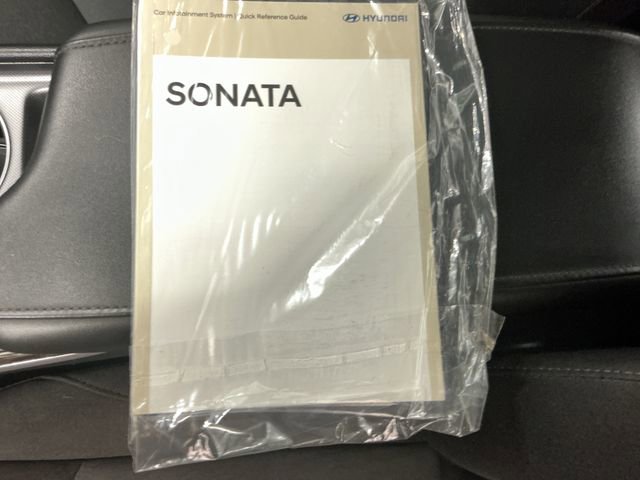 Car Infotainment System | Quick Reference Guide
HYUNDAI
SONATA